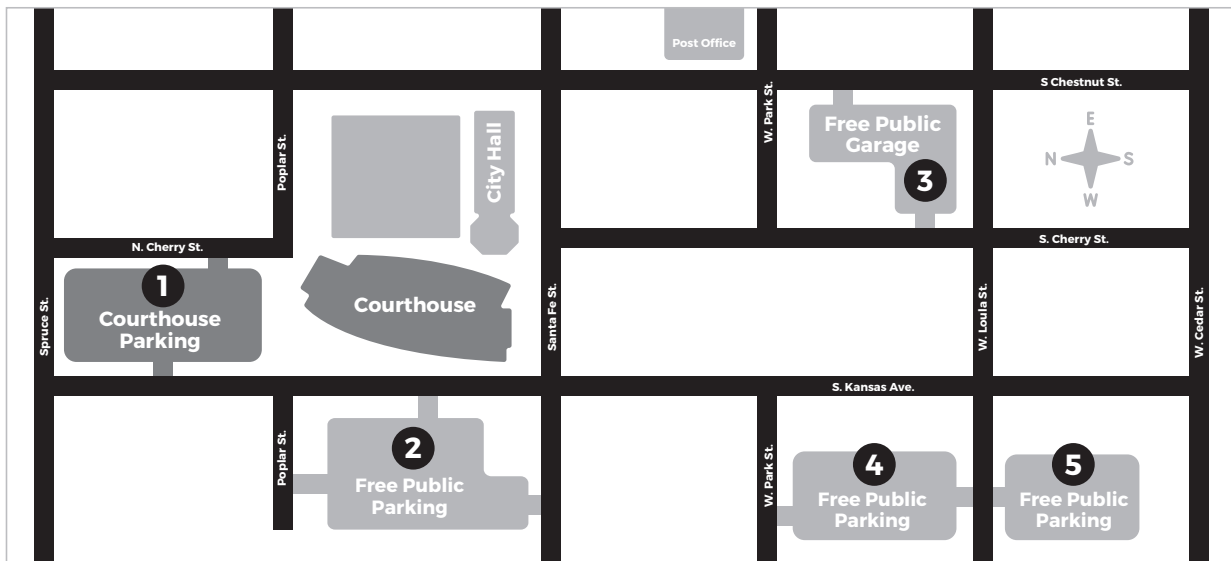 Post Office
S Chestnut St.
W. Park St.
Poplar St.
City Hall
Free Public
Garage
3
E
N
S
W
N. Cherry St.
S. Cherry St.
1
Courthouse
Parking
Courthouse
Spruce St.
Santa Fe St.
W. Loula St.
W. Cedar St.
S. Kansas Ave.
Poplar St.
2
Free Public
Parking
W. Park St.
4
Free Public
Parking
5
Free Public
Parking